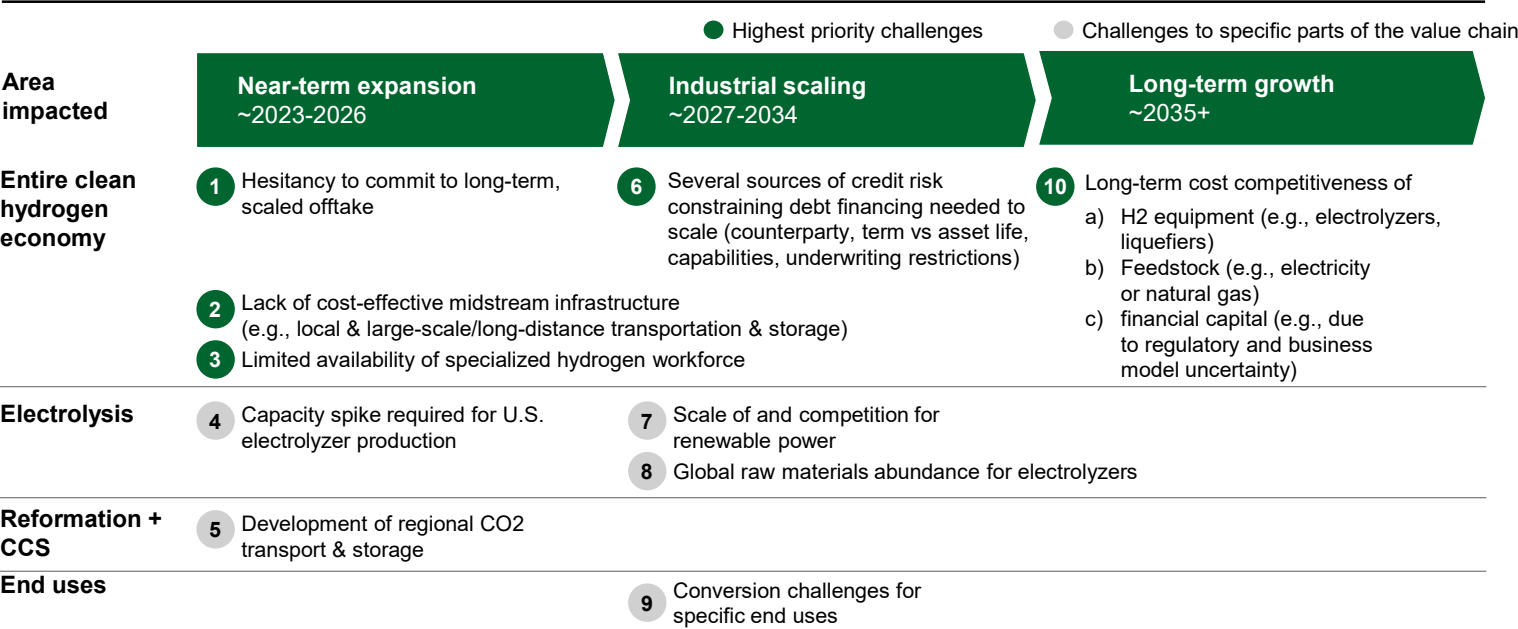 Highest priority challenges
Challenges to specific parts of the value chain
Area
impacted
Near-term expansion
~2023-2026
Industrial scaling
~2027-2034
Long-term growth
~2035+
Entire clean
hydrogen
economy
1
Hesitancy to commit to long-term,
scaled offtake
6
Several sources of credit risk
constraining debt financing needed to
scale (counterparty, term vs asset life,
capabilities, underwriting restrictions)
10
Long-term cost competitiveness of
a) H2 equipment (e.g., electrolyzers,
liquefiers)
b) Feedstock (e.g., electricity
or natural gas)
c) financial capital (e.g., due
to regulatory and business
model uncertainty)
2
Lack of cost-effective midstream infrastructure
(e.g., local & large-scale/long-distance transportation & storage)
3
Limited availability of specialized hydrogen workforce
Electrolysis
4
Capacity spike required for U.S.
electrolyzer production
7
Scale of and competition for
renewable power
8
Global raw materials abundance for electrolyzers
Reformation +
CCS
5
Development of regional CO2
transport & storage
End uses
9
Conversion challenges for
specific end uses